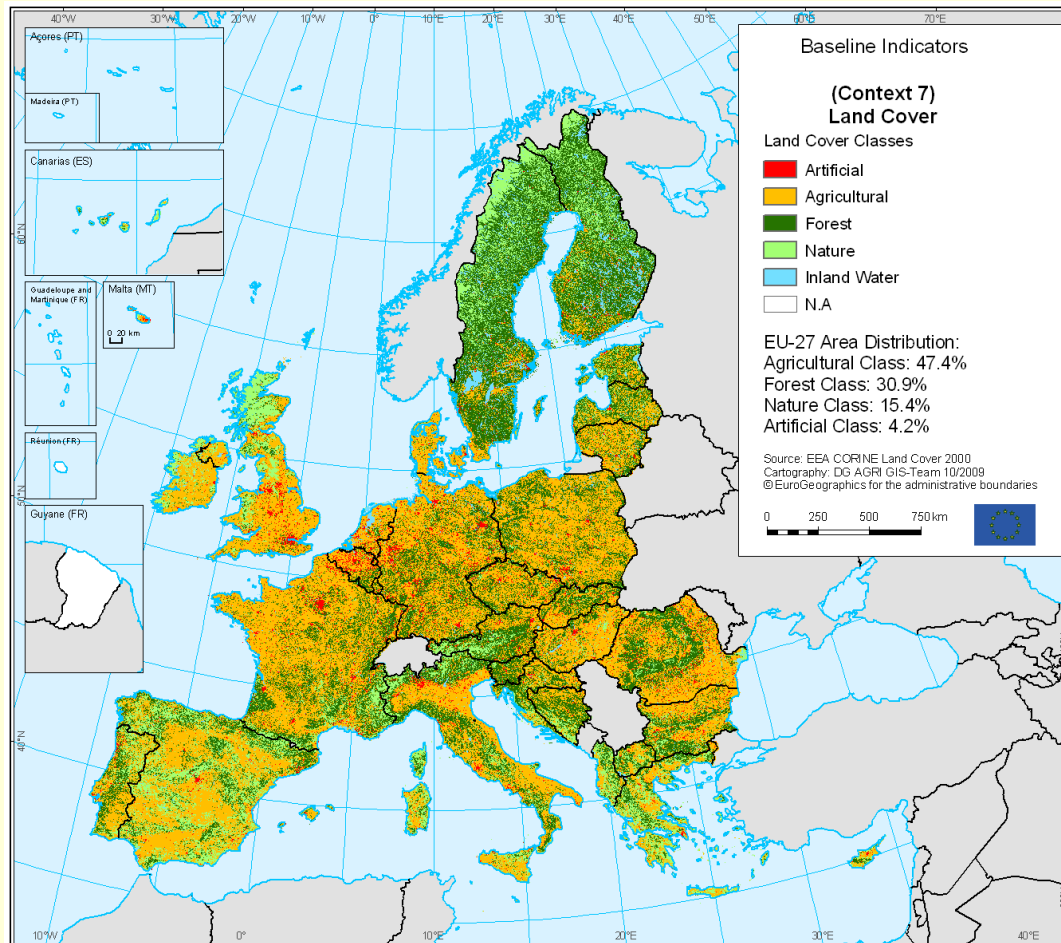 40°W
30°W
20°W
10°W
0°
10°E
20°E
30°E
40°E
50°E
60°E
70°E
Açores (PT)
Madeira (PT)
Canarias (ES)
Guadeloupe and
Martinique (FR)
Malta (MT)
0 20 km
Réunion (FR)
Guyane (FR)
60°N
50°N
40°N
Baseline Indicators
(Context 7)
Land Cover
Land Cover Classes
Artificial
Agricultural
Forest
Nature
Inland Water
N.A
EU-27 Area Distribution:
Agricultural Class: 47.4%
Forest Class: 30.9%
Nature Class: 15.4%
Artificial Class: 4.2%
Source: EEA CORINE Land Cover 2000
Cartography: DG AGRI GIS-Team 10/2009
© EuroGeographics for the administrative boundaries
0 250 500 750 km
10°W
0°
10°E
20°E
30°E
40°E